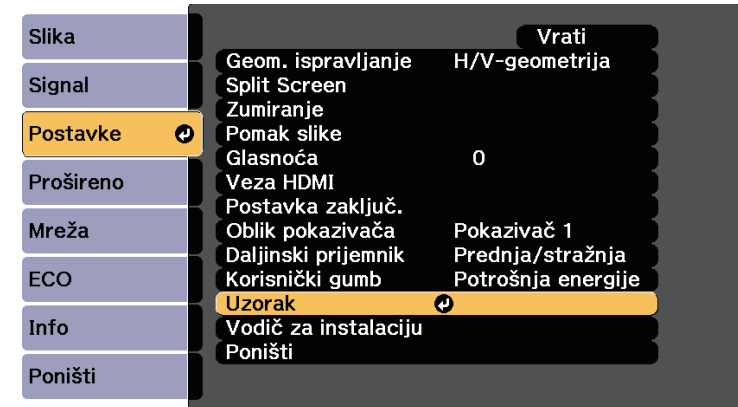 Slika
Signal
Postavke
Prošireno
Mreža
ECO
Info
Poništi
Vrati
Geom. ispravljanje H/V-geometrija
Split Screen
Zumiranje
Pomak slike
Glasnoća 0
Veza HDMI
Postavka zaključ.
Oblik pokazivača Pokazivač 1
Daljinski prijemnik Prednja/stražnja
Korisnički gumb Potrošnja energije
Uzorak
Vodič za instalaciju
Poništi